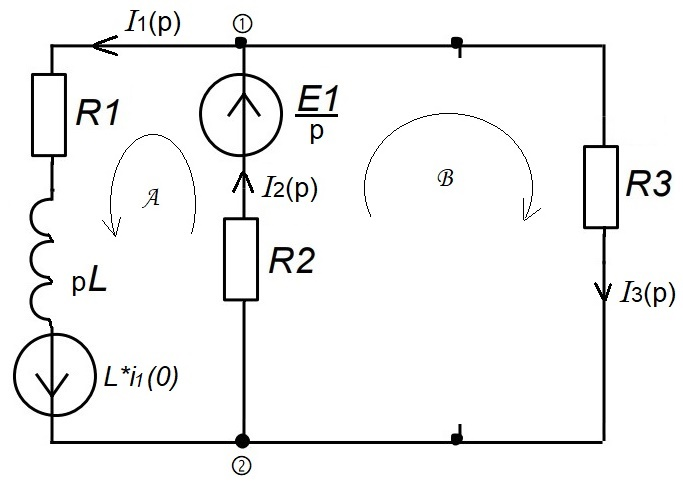 I1(p)
①
R1
E1
p
A
I2(p)
B
R3
R2
pL
I3(p)
L*i1(0)
②